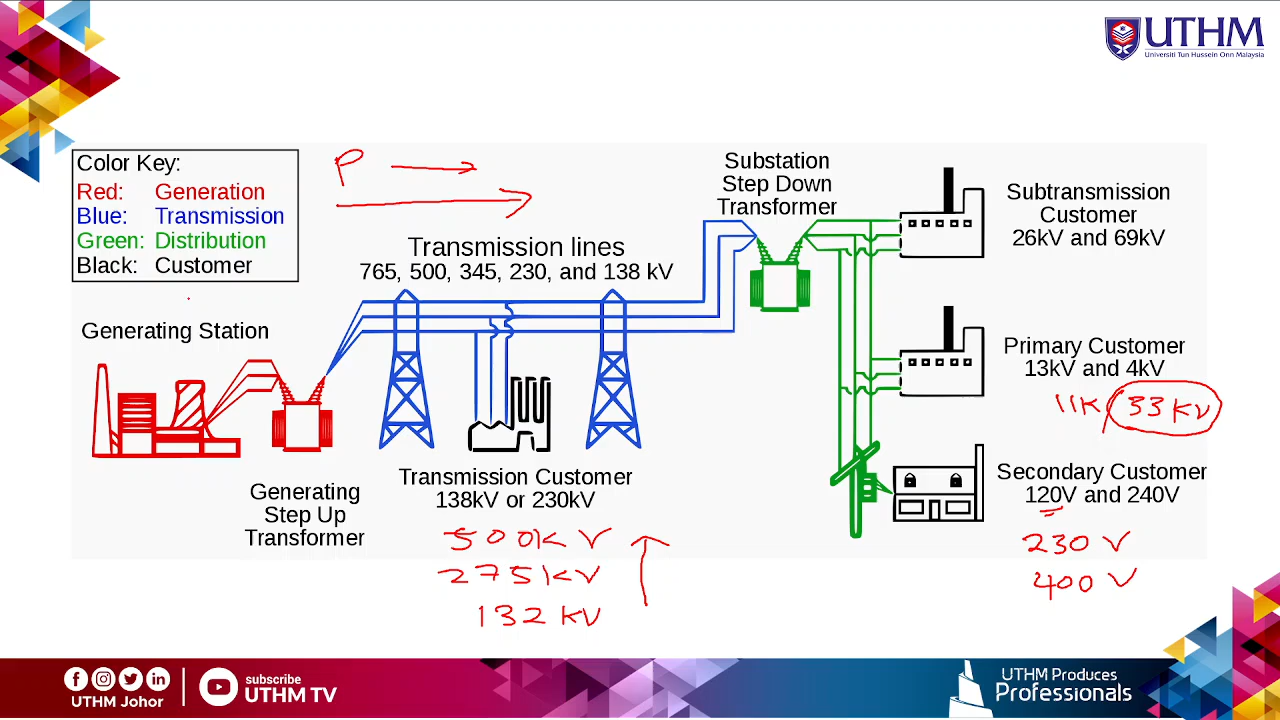 UTHM
Universiti Tun Hussein Onn Malaysia
Color Key:
Red: Generation
Blue: Transmission
Green: Distribution
Black: Customer
P
Substation
Step Down
Transformer
Subtransmission
Customer
26kV and 69kV
Transmission lines
765, 500, 345, 230, and 138 kV
Generating Station
Primary Customer
13kV and 4kV
11K, 33 KV
Generating
Step Up
Transformer
Transmission Customer
138kV or 230kV
500K V
275KV
132 KV
Secondary Customer
120V and 240V
230 V
400 V
UTHM Johor
subscribe
UTHM TV
UTHM Produces
Professionals